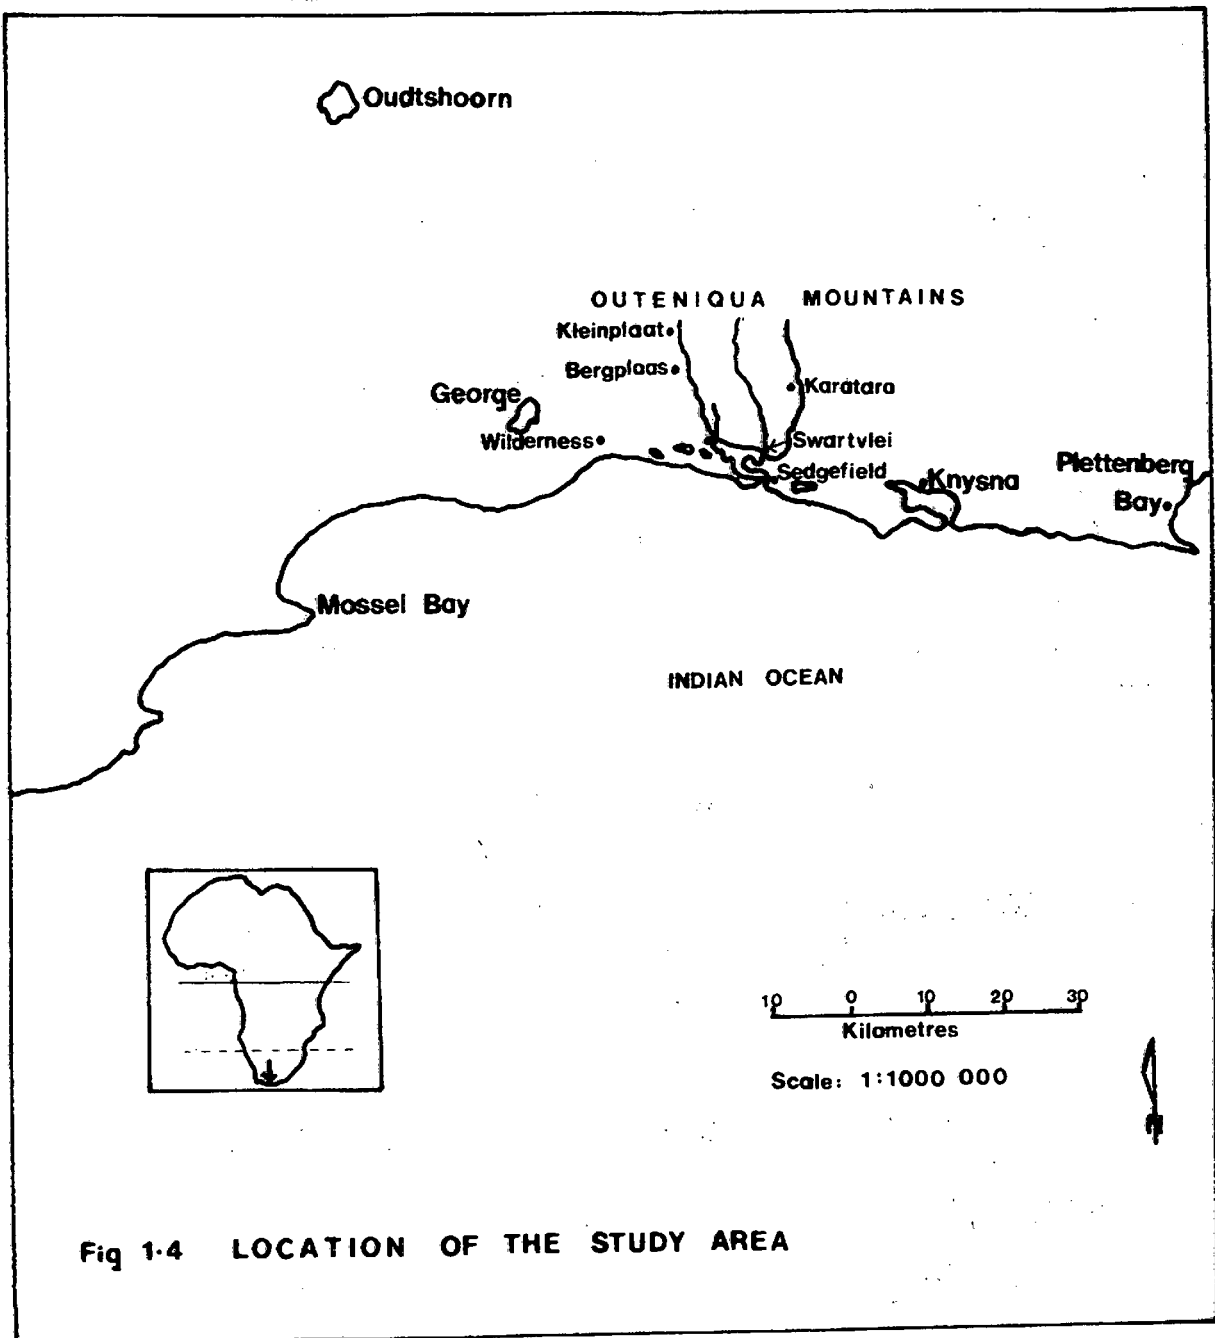 Oudtshoorn
OUTENIQUA MOUNTAINS
Kleinplaat
Bergplaas
Karatara
George
Wilderness
Swartvlei
Sedgefield
Knysna
Plettenberg
Bay
Mossel Bay
INDIAN OCEAN
10 0 10 20 30
Kilometres
Scale: 1:1000 000
N
Fig 1·4 LOCATION OF THE STUDY AREA